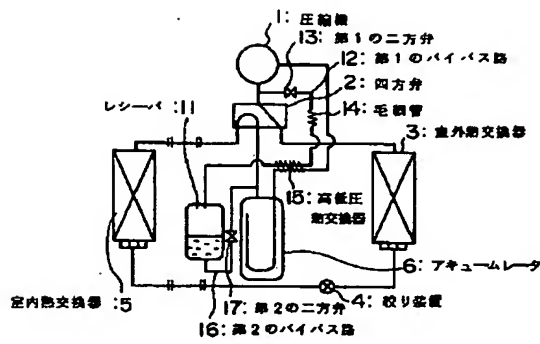 1: 圧縮機
13: 第1の二方弁
12: 第1のバイパス路
2: 四方弁
14: 毛細管
レシーバ :11
3: 室外熱交換器
15: 高低圧
熱交換器
6: アキュームレータ
室内熱交換器 :5
17: 第2の二方弁
4: 絞り装置
16: 第2のバイパス路